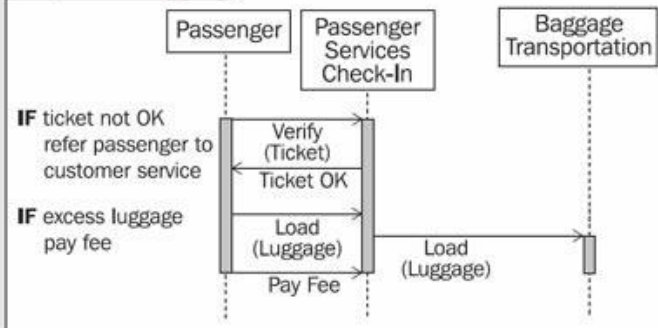 Passenger
Passenger
Services
Check-In
Baggage
Transportation
IF ticket not OK
refer passenger to
customer service
Verify
(Ticket)
Ticket OK
IF excess luggage
pay fee
Load
(Luggage)
Load
(Luggage)
Pay Fee